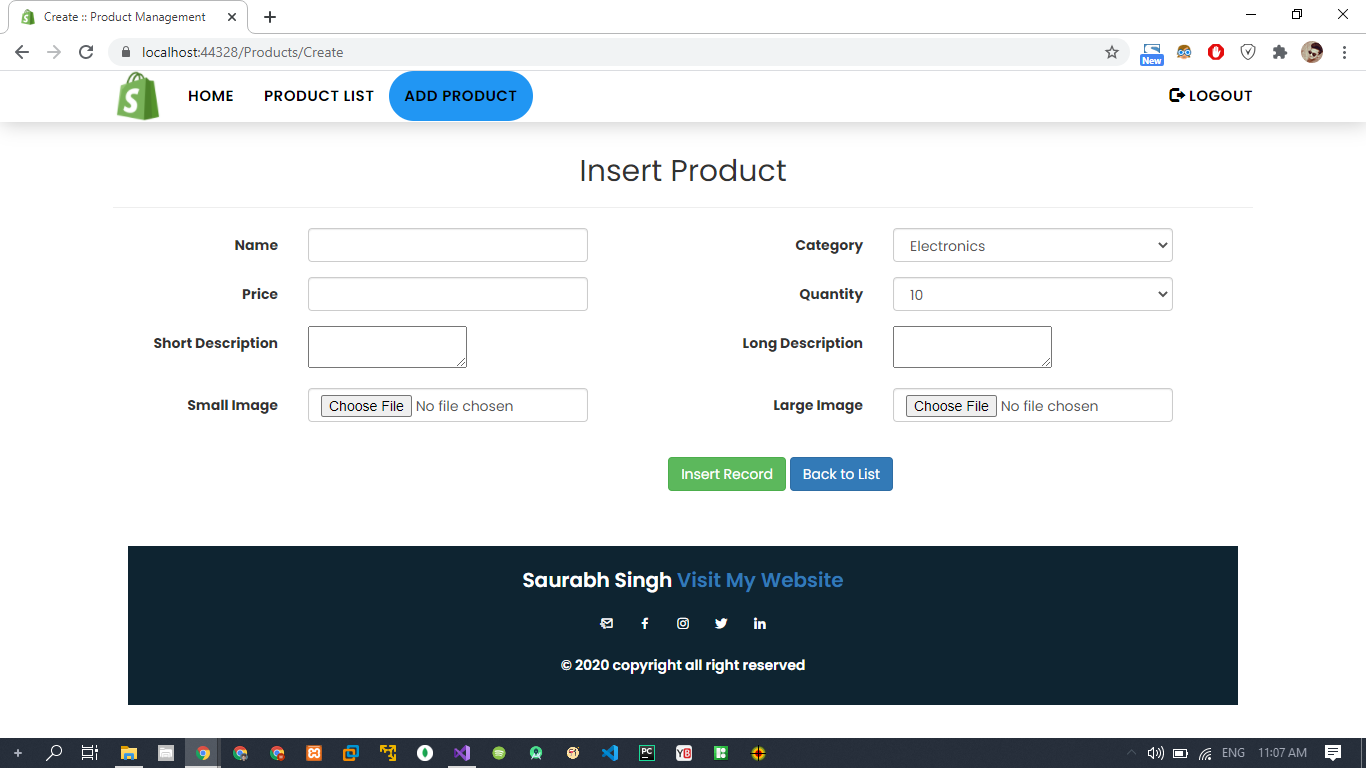 Create :: Product Management
localhost:44328/Products/Create
New
HOME PRODUCT LIST ADD PRODUCT LOGOUT
Insert Product
Name Category Electronics
Price Quantity 10
Short Description Long Description
Small Image Choose File No file chosen Large Image Choose File No file chosen
Insert Record Back to List
Saurabh Singh Visit My Website
© 2020 copyright all right reserved
ENG 11:07 AM